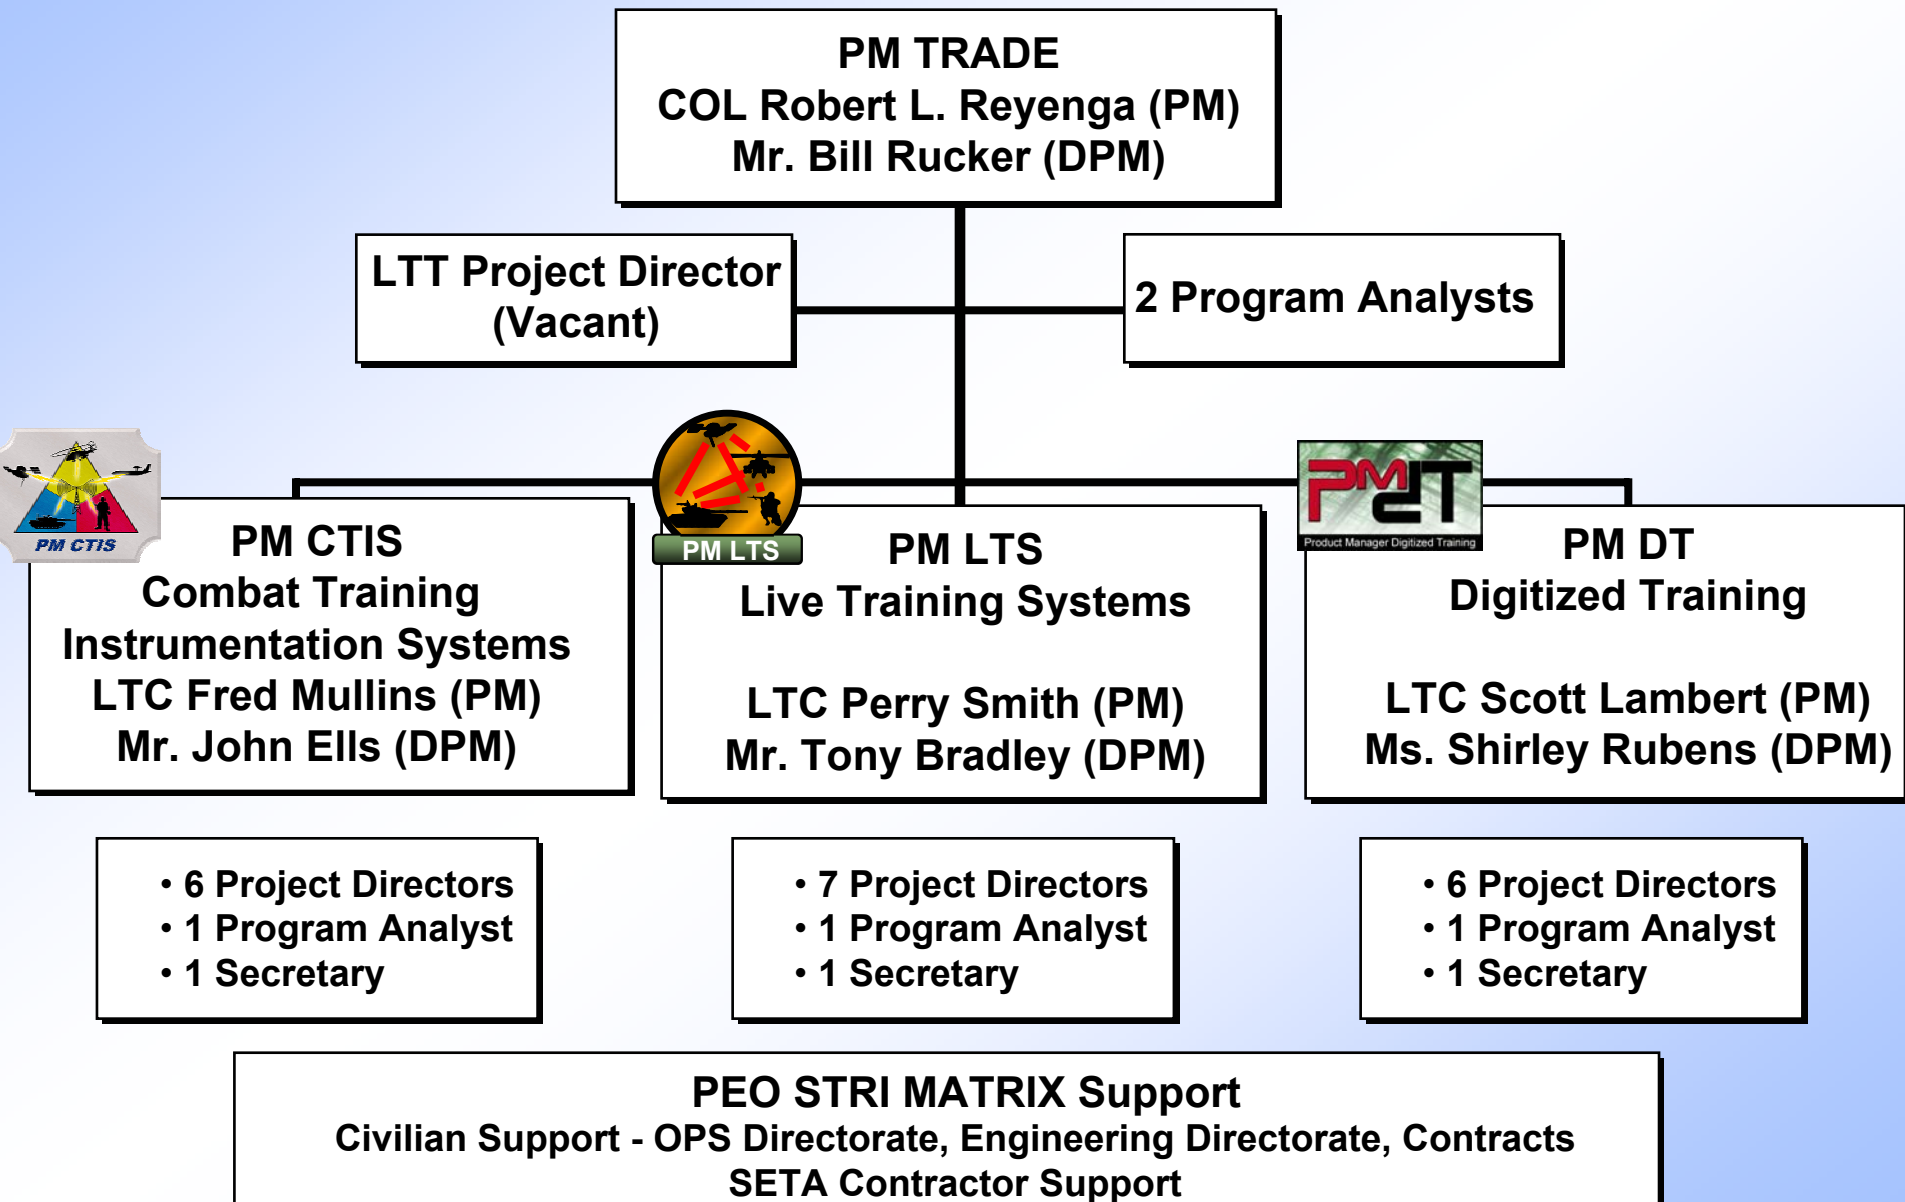 PM TRADE
COL Robert L. Reyenga (PM)
Mr. Bill Rucker (DPM)
LTT Project Director
(Vacant)
2 Program Analysts
PM CTIS
PM CTIS
Combat Training
Instrumentation Systems
LTC Fred Mullins (PM)
Mr. John Ells (DPM)
PM LTS
PM LTS
Live Training Systems
LTC Perry Smith (PM)
Mr. Tony Bradley (DPM)
PMDT
Product Manager Digitized Training
PM DT
Digitized Training
LTC Scott Lambert (PM)
Ms. Shirley Rubens (DPM)
• 6 Project Directors
• 1 Program Analyst
• 1 Secretary
• 7 Project Directors
• 1 Program Analyst
• 1 Secretary
• 6 Project Directors
• 1 Program Analyst
• 1 Secretary
PEO STRI MATRIX Support
Civilian Support - OPS Directorate, Engineering Directorate, Contracts
SETA Contractor Support